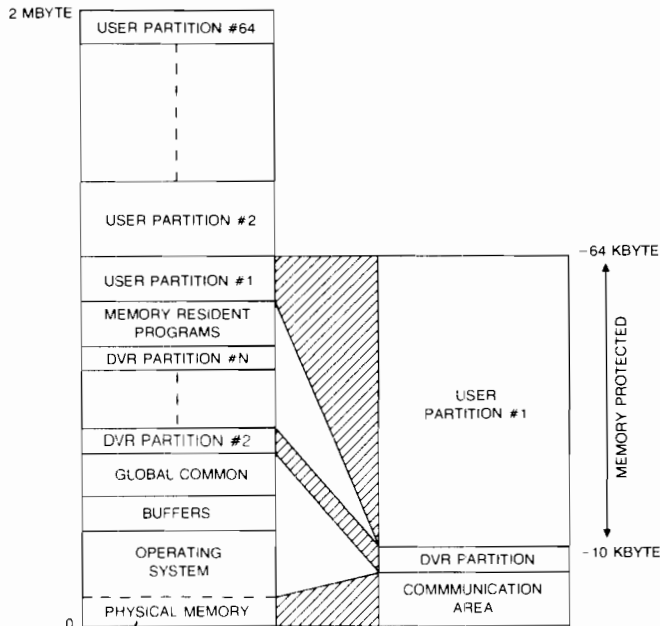 2 MBYTE
USER PARTITION #64
USER PARTITION #2
USER PARTITION #1
MEMORY RESIDENT
PROGRAMS
DVR PARTITION #N
DVR PARTITION #2
GLOBAL COMMON
BUFFERS
OPERATING
SYSTEM
PHYSICAL MEMORY
0
–64 KBYTE
USER
PARTITION #1
MEMORY PROTECTED
–10 KBYTE
DVR PARTITION
COMMMUNICATION
AREA